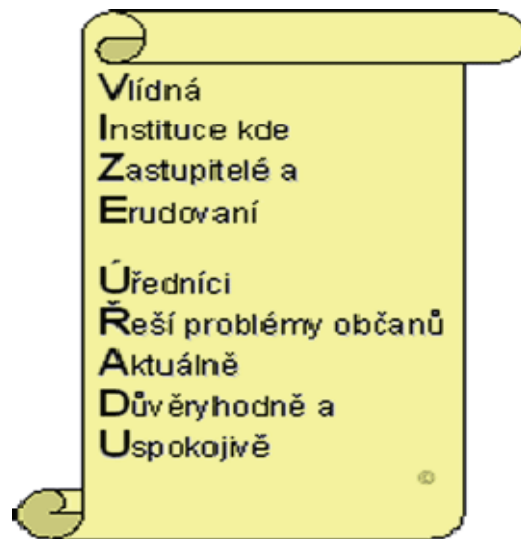 Vlídná
Instituce kde
Zastupitelé a
Erudovaní
Úředníci
Řeší problémy občanů
Aktuálně
Důvěryhodně a
Uspokojivě
©